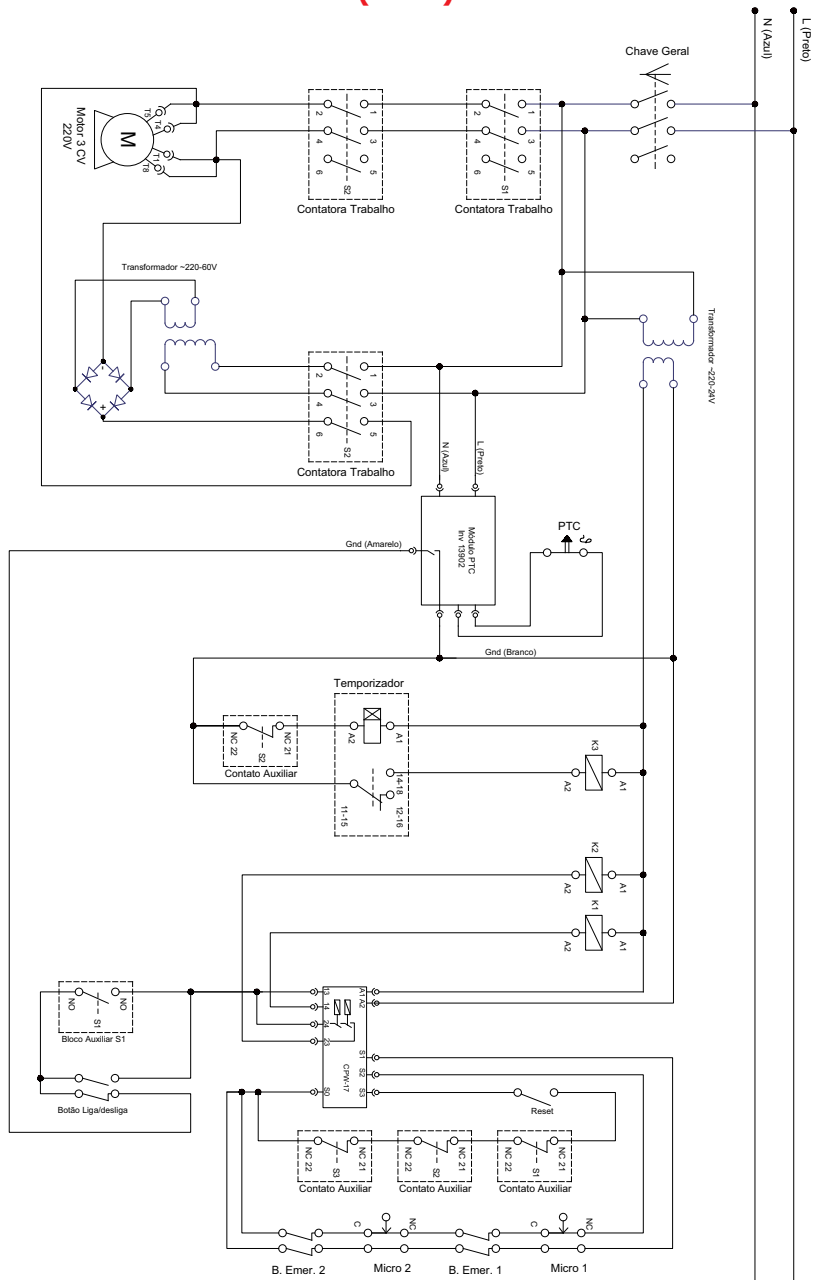 Chave Geral
N (Azul)
L (Preto)
T5
T4
T1
T8
M
Motor 3 CV
220V
1
2
3
4
5
6
S2
Contatora Trabalho
1
2
3
4
5
6
S1
Contatora Trabalho
Transformador ~220-60V
Transformador ~220-24V
-
+
1
2
3
4
5
6
S2
Contatora Trabalho
N (Azul)
L (Preto)
Módulo PTC
Inv 13902
PTC
Gnd (Amarelo)
Gnd (Branco)
Temporizador
A2
A1
NC 22
NC 21
S2
Contato Auxiliar
14-18
12-16
11-15
K3
A2
A1
K2
A2
A1
K1
A2
A1
13
14
24
23
A1
A2
CPW-17
S0
S1
S2
S3
NO
NO
S1
Bloco Auxiliar S1
Botão Liga/desliga
Reset
NC 22
NC 21
S3
Contato Auxiliar
NC 22
NC 21
S2
Contato Auxiliar
NC 22
NC 21
S1
Contato Auxiliar
C
NC
C
NC
B. Emer. 2
Micro 2
B. Emer. 1
Micro 1